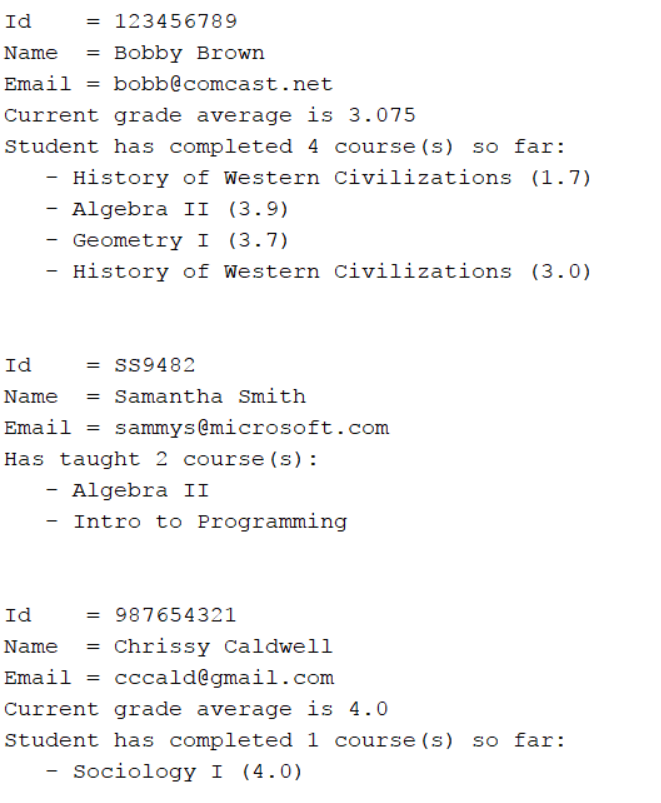 Id    = 123456789
Name  = Bobby Brown
Email = bobb@comcast.net
Current grade average is 3.075
Student has completed 4 course(s) so far:
   - History of Western Civilizations (1.7)
   - Algebra II (3.9)
   - Geometry I (3.7)
   - History of Western Civilizations (3.0)
Id    = SS9482
Name  = Samantha Smith
Email = sammys@microsoft.com
Has taught 2 course(s):
   - Algebra II
   - Intro to Programming
Id    = 987654321
Name  = Chrissy Caldwell
Email = cccald@gmail.com
Current grade average is 4.0
Student has completed 1 course(s) so far:
   - Sociology I (4.0)